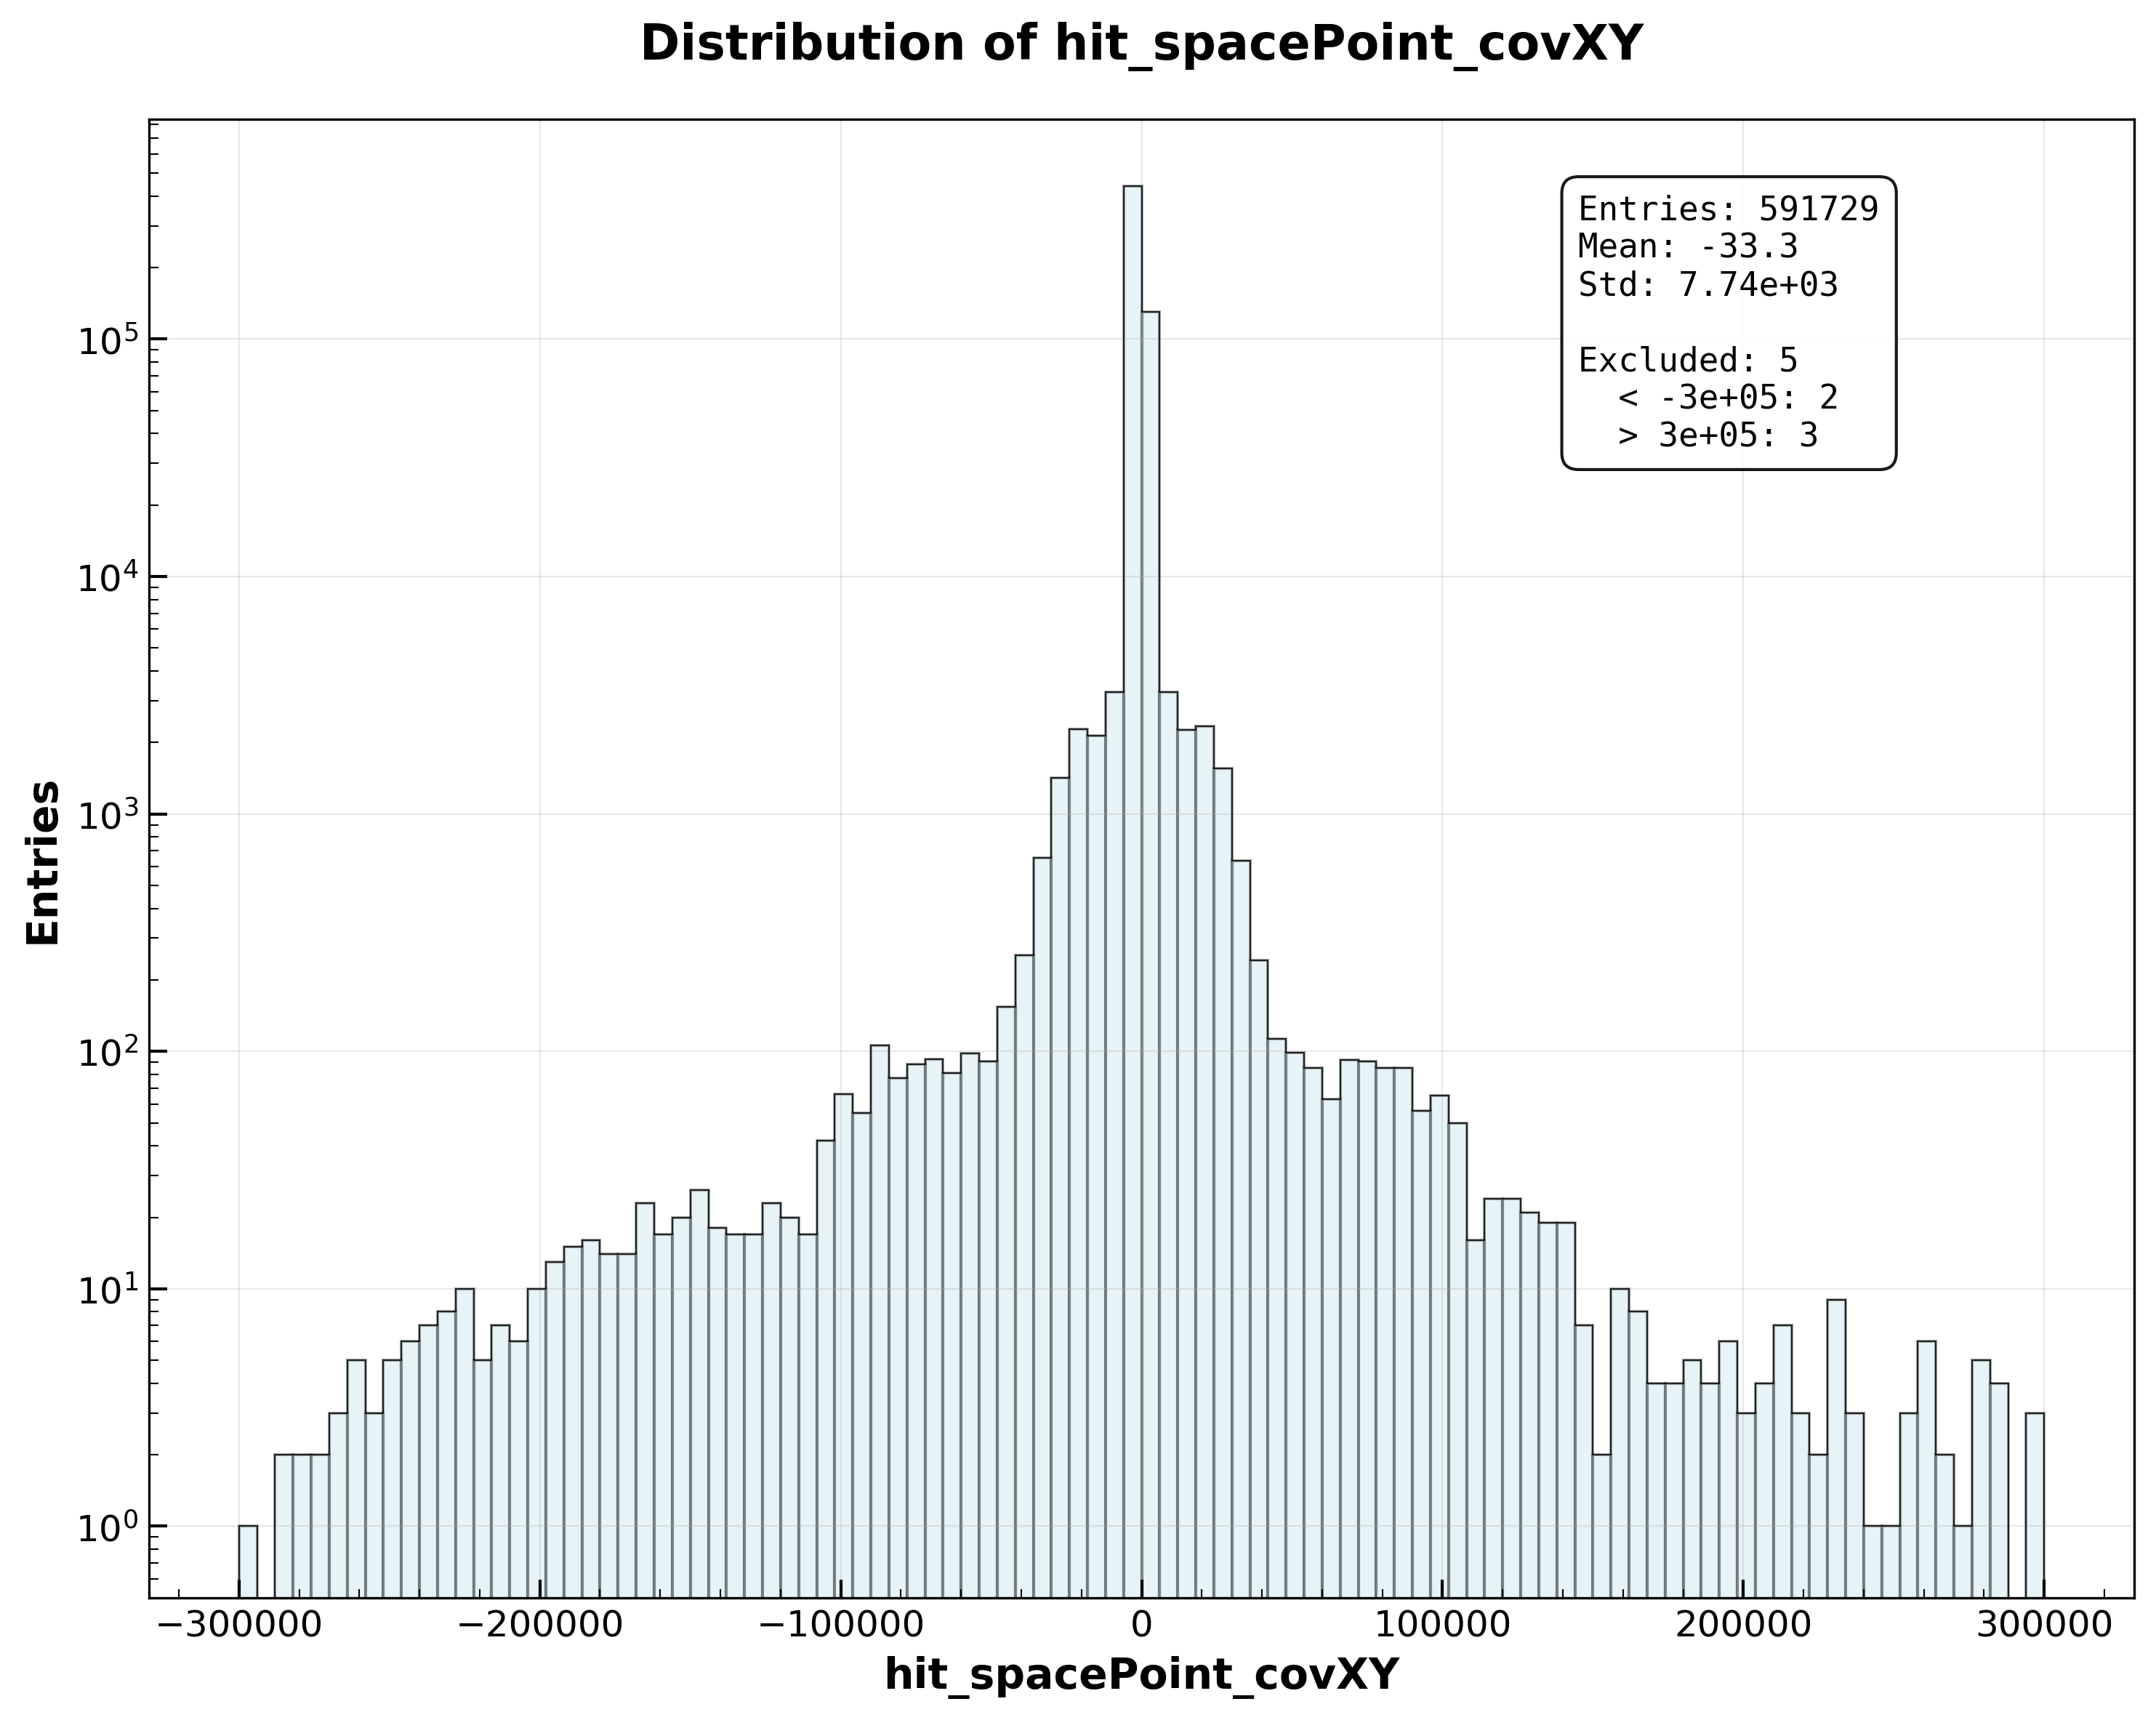 Distribution of hit_spacePoint_covXY
Entries: 591729
Mean: -33.3
Std: 7.74e+03
Excluded: 5
< -3e+05: 2
> 3e+05: 3
Entries
10^5
10^4
10^3
10^2
10^1
10^0
−300000 −200000 −100000 0 100000 200000 300000
hit_spacePoint_covXY